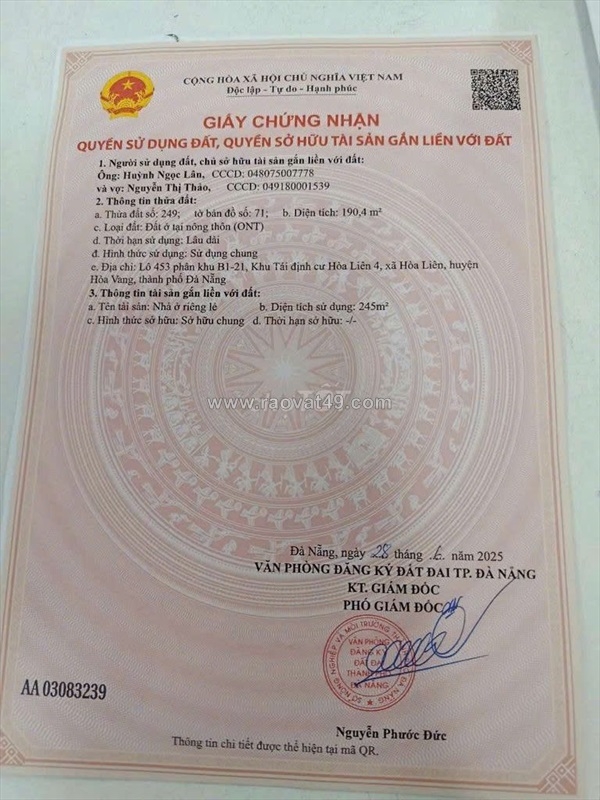 CỘNG HÒA XÃ HỘI CHỦ NGHĨA VIỆT NAM
Độc lập - Tự do - Hạnh phúc
GIẤY CHỨNG NHẬN
QUYỀN SỬ DỤNG ĐẤT, QUYỀN SỞ HỮU TÀI SẢN GẮN LIỀN VỚI ĐẤT
1. Người sử dụng đất, chủ sở hữu tài sản gắn liền với đất:
Ông: Huỳnh Ngọc Lân, CCCD: 048075007778
và vợ: Nguyễn Thị Thảo, CCCD: 049180001539
2. Thông tin thửa đất:
a. Thửa đất số: 249; tờ bản đồ số: 71; b. Diện tích: 190,4 m²
c. Loại đất: Đất ở tại nông thôn (ONT)
d. Thời hạn sử dụng: Lâu dài
đ. Hình thức sử dụng: Sử dụng chung
e. Địa chỉ: Lô 453 phân khu B1-21, Khu Tái định cư Hòa Liên 4, xã Hòa Liên, huyện
Hòa Vang, thành phố Đà Nẵng
3. Thông tin tài sản gắn liền với đất:
a. Tên tài sản: Nhà ở riêng lẻ b. Diện tích sử dụng: 245m²
c. Hình thức sở hữu: Sở hữu chung d. Thời hạn sở hữu: -/-
www.raovat49.com
Đà Nẵng, ngày 28 tháng năm 2025
VĂN PHÒNG ĐĂNG KÝ ĐẤT ĐAI TP. ĐÀ NẴNG
KT. GIÁM ĐỐC
PHÓ GIÁM ĐỐC
VĂN PHÒNG
ĐĂNG KÝ
ĐẤT ĐAI
THÀNH PHỐ
ĐÀ NẴNG
AA 03083239
Nguyễn Phước Đức
Thông tin chi tiết được thể hiện tại mã QR.